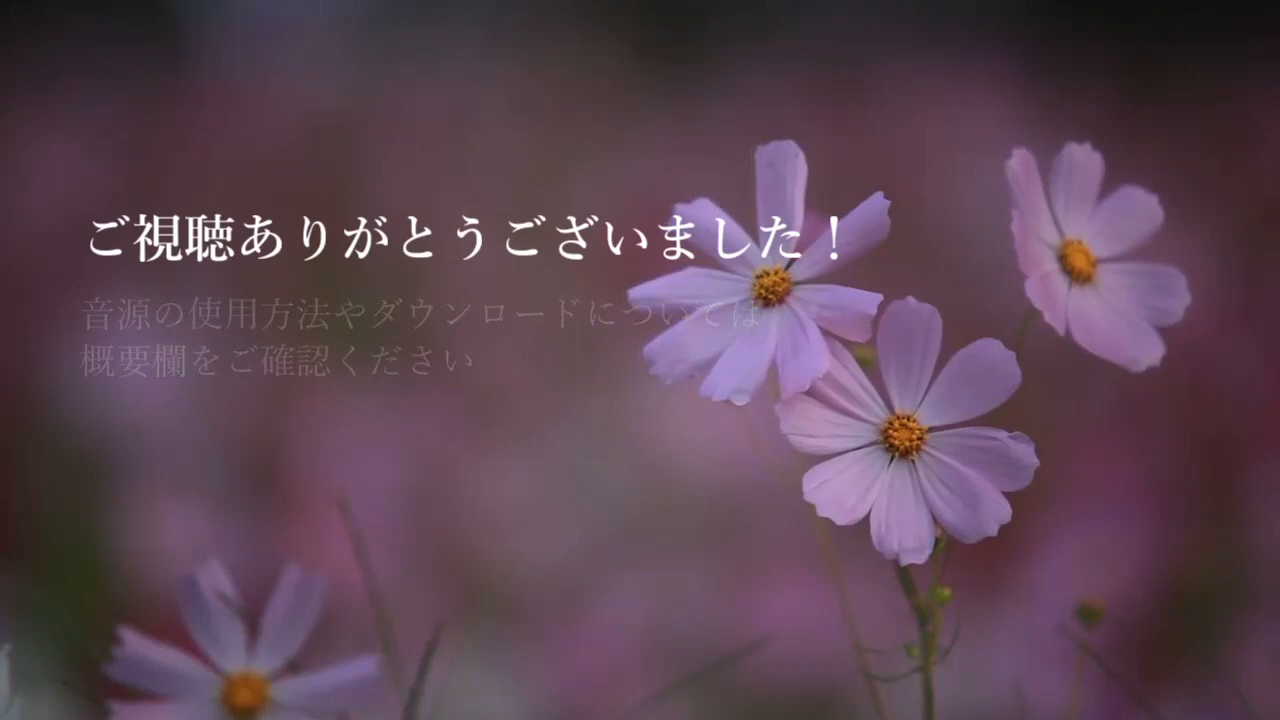 ご視聴ありがとうございました！
音源の使用方法やダウンロードについては
概要欄をご確認ください